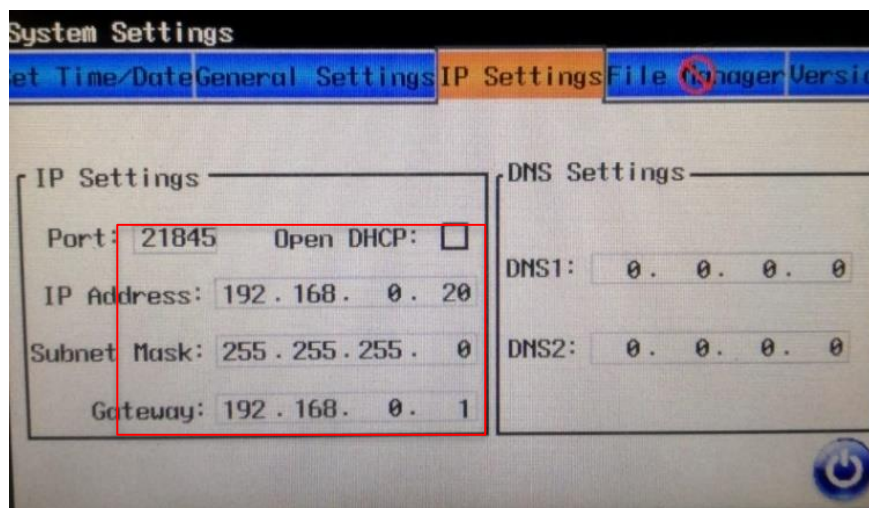 System Settings
et Time/Date General Settings IP Settings File Manager Versio
IP Settings
Port: 21845 Open DHCP:
IP Address: 192 . 168 . 0 . 20
Subnet Mask: 255 . 255 . 255 . 0
Gateway: 192 . 168 . 0 . 1
DNS Settings
DNS1: 0 . 0 . 0 . 0
DNS2: 0 . 0 . 0 . 0